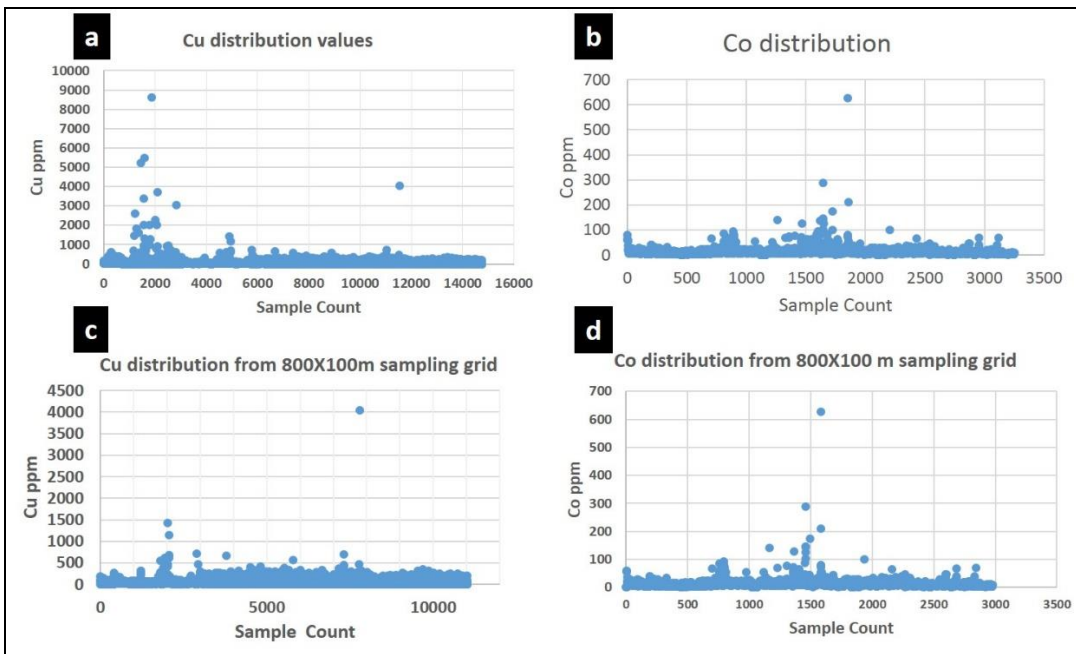 a
Cu distribution values
10000
9000
8000
7000
6000
5000
4000
3000
2000
1000
0
Cu ppm
0 2000 4000 6000 8000 10000 12000 14000 16000
Sample Count
b
Co distribution
700
600
500
400
300
200
100
0
Co ppm
0 500 1000 1500 2000 2500 3000 3500
Sample Count
c
Cu distribution from 800X100m sampling grid
4500
4000
3500
3000
2500
2000
1500
1000
500
0
Cu ppm
0 5000 10000
Sample Count
d
Co distribution from 800X100 m sampling grid
700
600
500
400
300
200
100
0
Co ppm
0 500 1000 1500 2000 2500 3000 3500
Sample Count